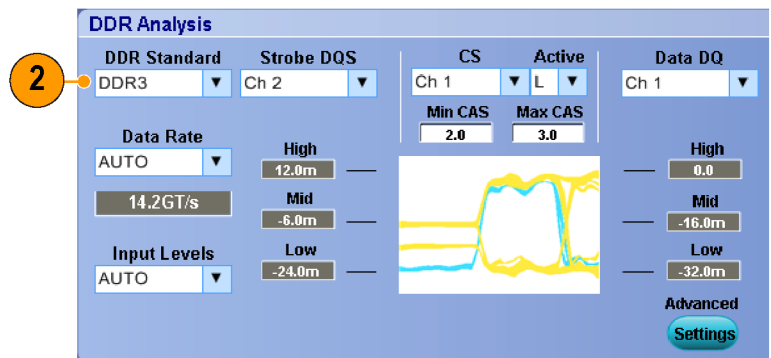 DDR Analysis
DDR Standard
Strobe DQS
CS
Active
Data DQ
2
DDR3
Ch 2
Ch 1
L
Ch 1
Min CAS
Max CAS
2.0
3.0
Data Rate
AUTO
14.2GT/s
Input Levels
AUTO
High
12.0m
Mid
-6.0m
Low
-24.0m
High
0.0
Mid
-16.0m
Low
-32.0m
Advanced
Settings